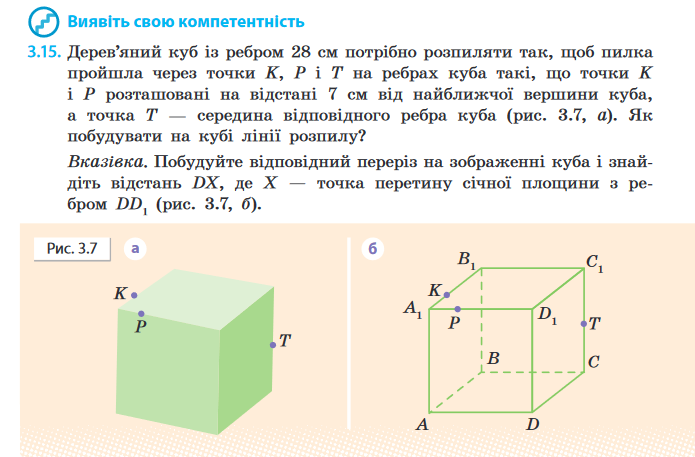 Виявіть свою компетентність
3.15. Дерев’яний куб із ребром 28 см потрібно розпиляти так, щоб пилка
пройшла через точки K, P і T на ребрах куба такі, що точки K
і P розташовані на відстані 7 см від найближчої вершини куба,
а точка T — середина відповідного ребра куба (рис. 3.7, а). Як
побудувати на кубі лінії розпилу?
Вказівка. Побудуйте відповідний переріз на зображенні куба і знай-
діть відстань DX, де X — точка перетину січної площини з ре-
бром DD₁ (рис. 3.7, б).
Рис. 3.7
а
K
P
T
б
B₁
C₁
K
A₁
P
D₁
T
B
C
A
D